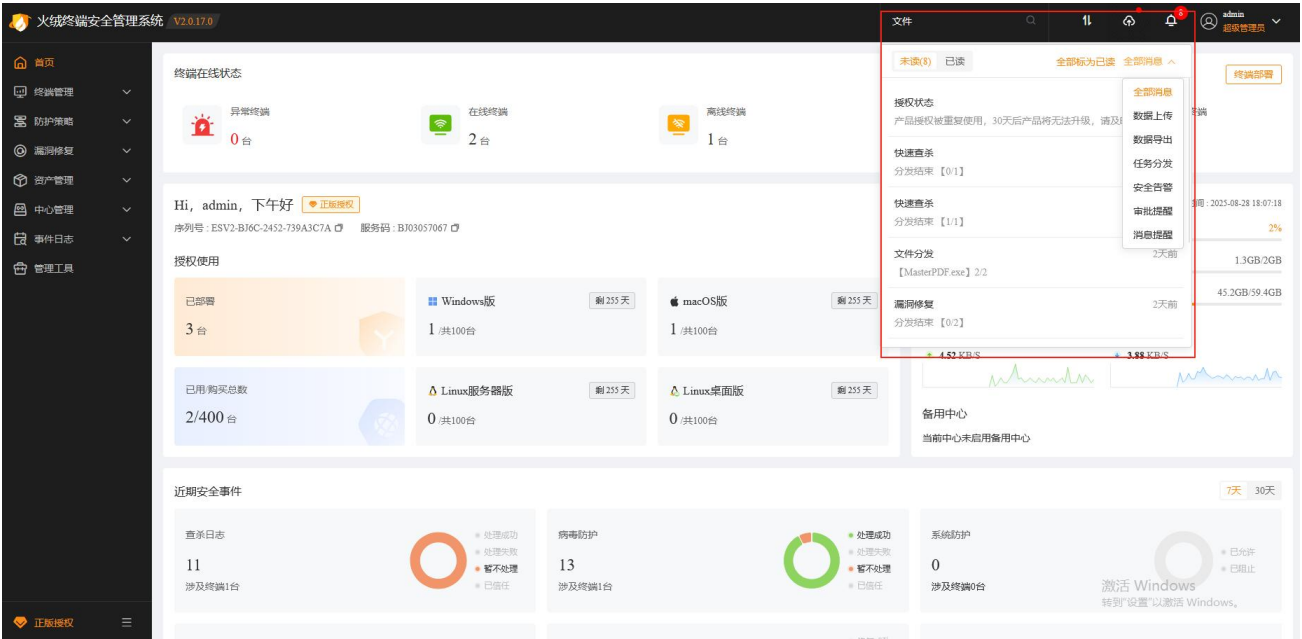 火绒终端安全管理系统 V2.0.17.0
文件
8
admin
超级管理员
首页
终端管理
防护策略
漏洞修复
资产管理
中心管理
事件日志
管理工具
正版授权
终端在线状态
终端部署
异常终端
0 台
在线终端
2 台
离线终端
1 台
未读(8) 已读 全部标为已读 全部消息
授权状态
产品授权被重复使用，30天后产品将无法升级，请及
快速查杀
分发结束 【0/1】
快速查杀
分发结束 【1/1】
文件分发 2天前
【MasterPDF.exe】2/2
漏洞修复 2天前
分发结束 【0/2】
全部消息
数据上传
数据导出
任务分发
安全告警
审批提醒
消息提醒
Hi, admin, 下午好 正版授权
序列号 : ESV2-BJ6C-2452-739A3C7A 服务码 : BJ03057067
授权使用
已部署
3 台
Windows版 剩 255 天
1 /共100台
macOS版 剩 255 天
1 /共100台
已用/购买总数
2/400 台
Linux服务器版 剩 255 天
0 /共100台
Linux桌面版 剩 255 天
0 /共100台
: 2025-08-28 18:07:18
2%
1.3GB/2GB
45.2GB/59.4GB
4.52 KB/S
3.88 KB/S
备用中心
当前中心未启用备用中心
近期安全事件
7天 30天
查杀日志
11
涉及终端1台
处理成功
处理失败
暂不处理
已信任
病毒防护
13
涉及终端1台
处理成功
处理失败
暂不处理
已信任
系统防护
0
涉及终端0台
已允许
已阻止
激活 Windows
转到"设置"以激活 Windows。